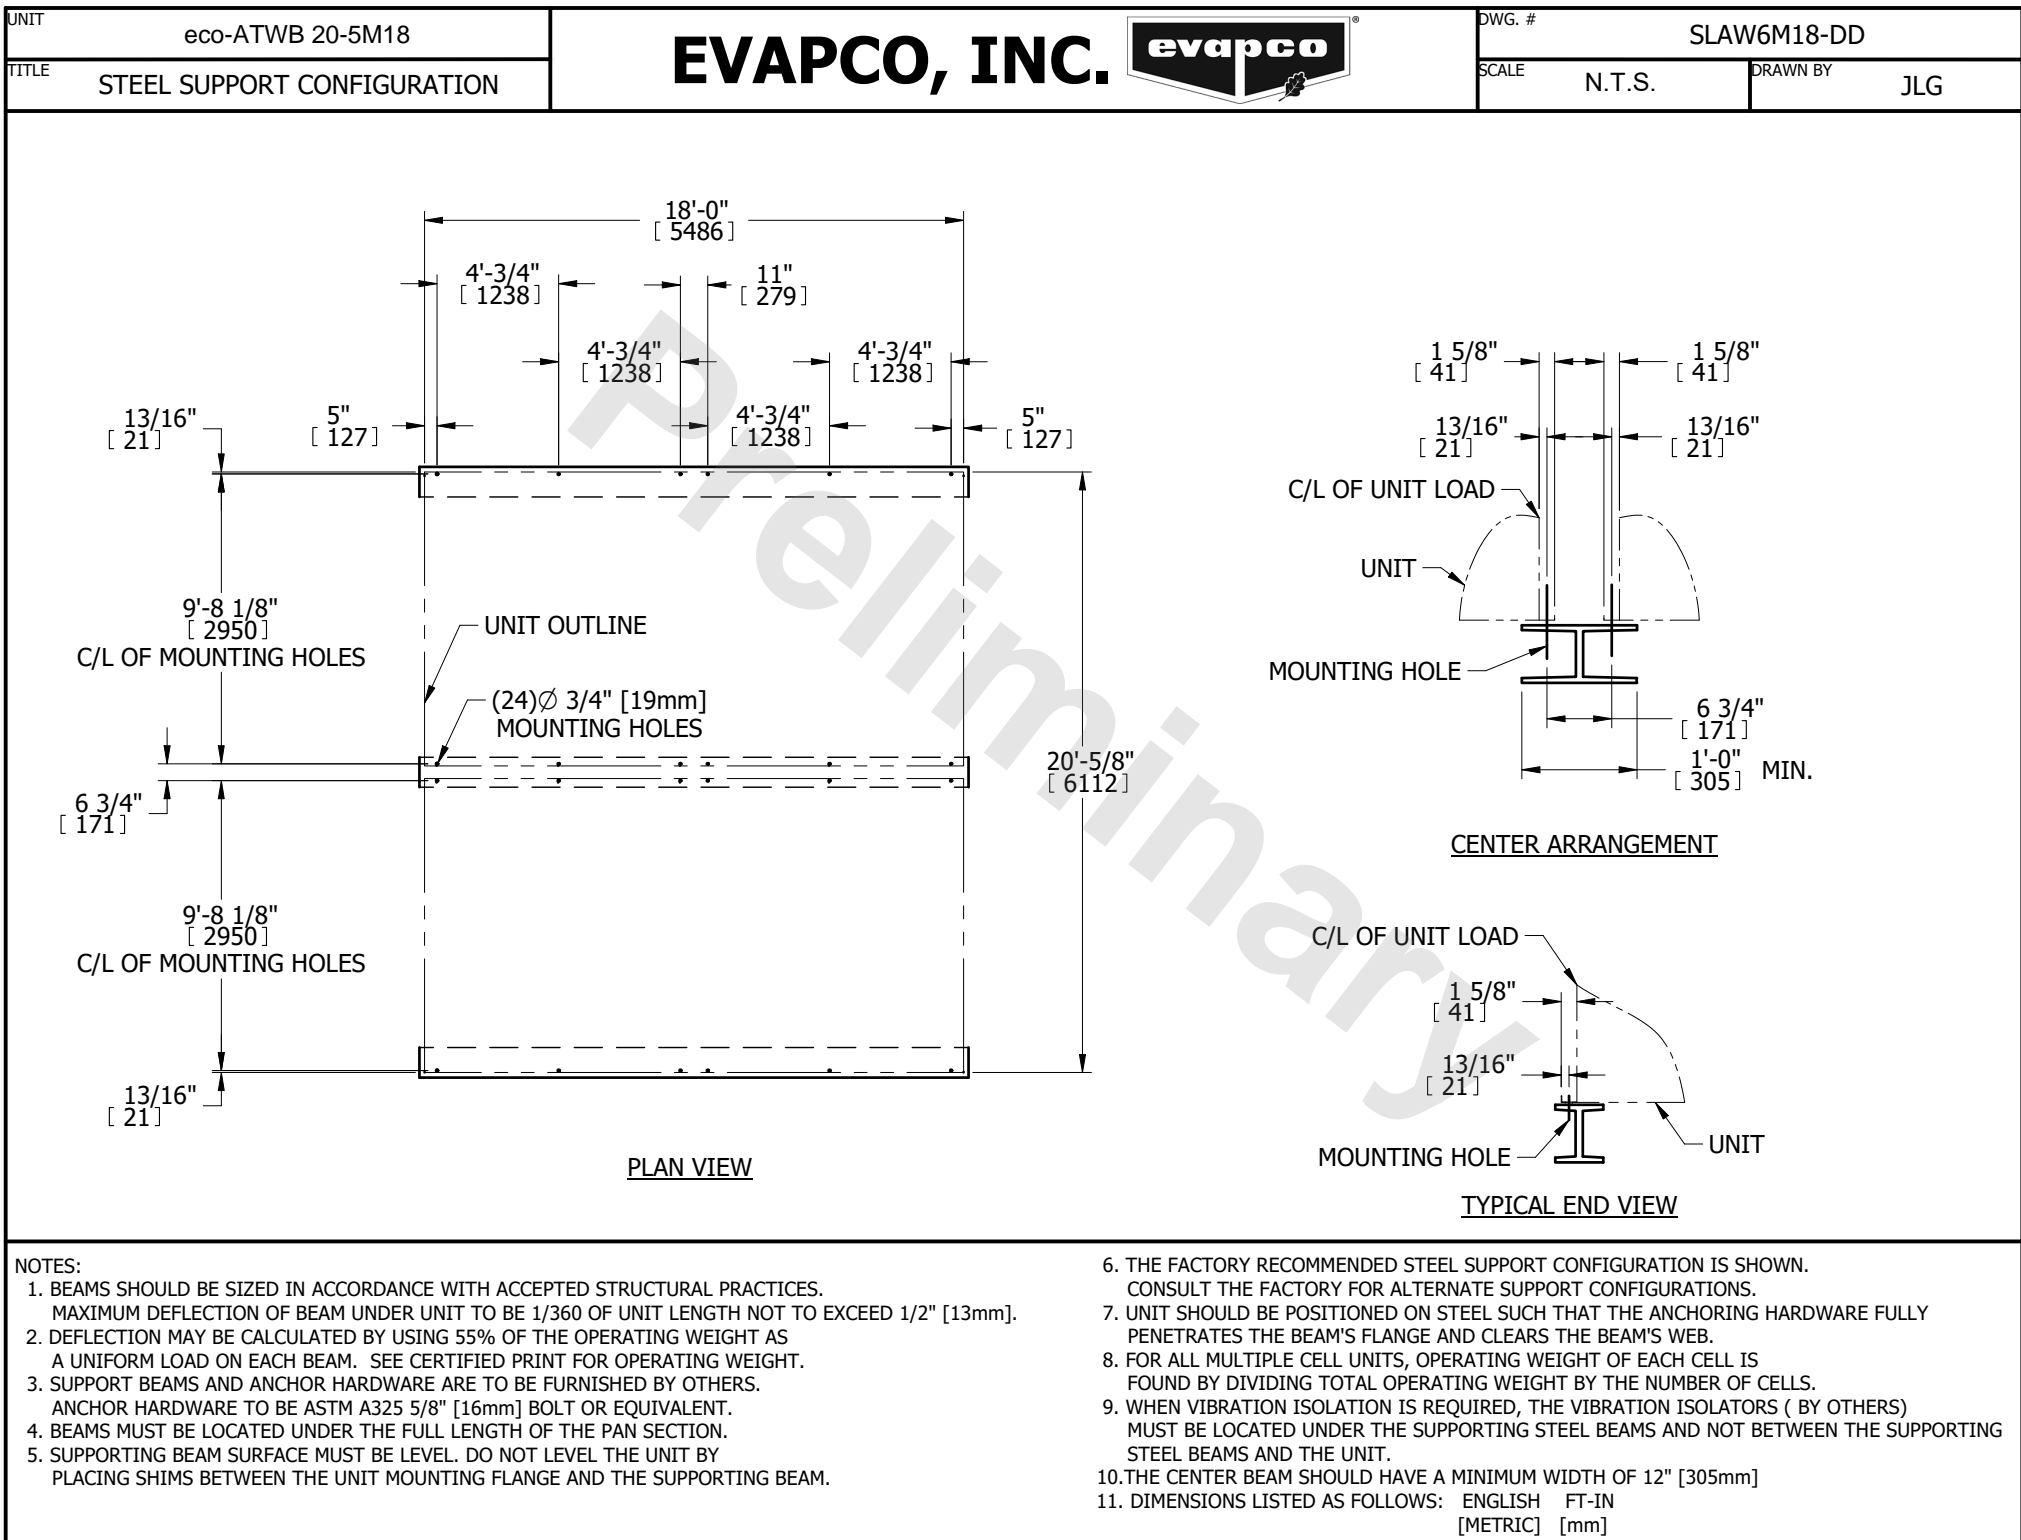 UNIT
eco-ATWB 20-5M18
TITLE
STEEL SUPPORT CONFIGURATION
EVAPCO, INC.
evapco
®
DWG. #
SLAW6M18-DD
SCALE
N.T.S.
DRAWN BY
JLG
18'-0"
[ 5486 ]
4'-3/4"
[ 1238 ]
11"
[ 279 ]
4'-3/4"
[ 1238 ]
4'-3/4"
[ 1238 ]
13/16"
[ 21 ]
5"
[ 127 ]
4'-3/4"
[ 1238 ]
5"
[ 127 ]
9'-8 1/8"
[ 2950 ]
C/L OF MOUNTING HOLES
UNIT OUTLINE
(24)∅ 3/4" [19mm]
MOUNTING HOLES
6 3/4"
[ 171 ]
20'-5/8"
[ 6112 ]
9'-8 1/8"
[ 2950 ]
C/L OF MOUNTING HOLES
13/16"
[ 21 ]
PLAN VIEW
Preliminary
1 5/8"
[ 41 ]
1 5/8"
[ 41 ]
13/16"
[ 21 ]
13/16"
[ 21 ]
C/L OF UNIT LOAD
UNIT
MOUNTING HOLE
6 3/4"
[ 171 ]
1'-0"
[ 305 ] MIN.
CENTER ARRANGEMENT
C/L OF UNIT LOAD
1 5/8"
[ 41 ]
13/16"
[ 21 ]
MOUNTING HOLE
UNIT
TYPICAL END VIEW
NOTES:
1. BEAMS SHOULD BE SIZED IN ACCORDANCE WITH ACCEPTED STRUCTURAL PRACTICES.
MAXIMUM DEFLECTION OF BEAM UNDER UNIT TO BE 1/360 OF UNIT LENGTH NOT TO EXCEED 1/2" [13mm].
2. DEFLECTION MAY BE CALCULATED BY USING 55% OF THE OPERATING WEIGHT AS
A UNIFORM LOAD ON EACH BEAM. SEE CERTIFIED PRINT FOR OPERATING WEIGHT.
3. SUPPORT BEAMS AND ANCHOR HARDWARE ARE TO BE FURNISHED BY OTHERS.
ANCHOR HARDWARE TO BE ASTM A325 5/8" [16mm] BOLT OR EQUIVALENT.
4. BEAMS MUST BE LOCATED UNDER THE FULL LENGTH OF THE PAN SECTION.
5. SUPPORTING BEAM SURFACE MUST BE LEVEL. DO NOT LEVEL THE UNIT BY
PLACING SHIMS BETWEEN THE UNIT MOUNTING FLANGE AND THE SUPPORTING BEAM.
6. THE FACTORY RECOMMENDED STEEL SUPPORT CONFIGURATION IS SHOWN.
CONSULT THE FACTORY FOR ALTERNATE SUPPORT CONFIGURATIONS.
7. UNIT SHOULD BE POSITIONED ON STEEL SUCH THAT THE ANCHORING HARDWARE FULLY
PENETRATES THE BEAM'S FLANGE AND CLEARS THE BEAM'S WEB.
8. FOR ALL MULTIPLE CELL UNITS, OPERATING WEIGHT OF EACH CELL IS
FOUND BY DIVIDING TOTAL OPERATING WEIGHT BY THE NUMBER OF CELLS.
9. WHEN VIBRATION ISOLATION IS REQUIRED, THE VIBRATION ISOLATORS ( BY OTHERS)
MUST BE LOCATED UNDER THE SUPPORTING STEEL BEAMS AND NOT BETWEEN THE SUPPORTING
STEEL BEAMS AND THE UNIT.
10.THE CENTER BEAM SHOULD HAVE A MINIMUM WIDTH OF 12" [305mm]
11. DIMENSIONS LISTED AS FOLLOWS: ENGLISH FT-IN
[METRIC] [mm]